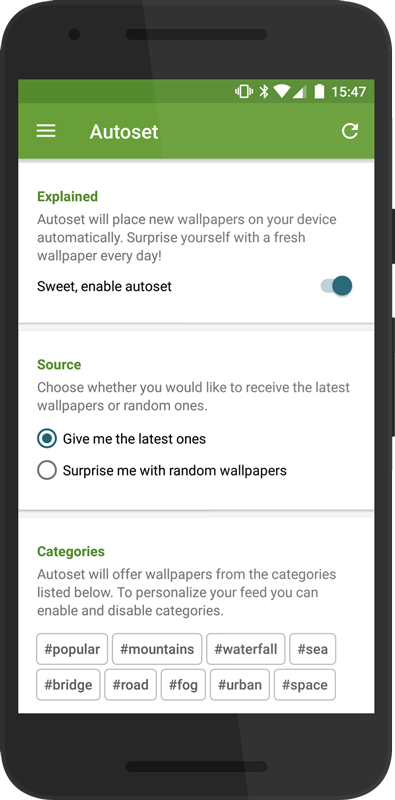 15:47
Autoset
Explained
Autoset will place new wallpapers on your device
automatically. Surprise yourself with a fresh
wallpaper every day!
Sweet, enable autoset
Source
Choose whether you would like to receive the latest
wallpapers or random ones.
Give me the latest ones
Surprise me with random wallpapers
Categories
Autoset will offer wallpapers from the categories
listed below. To personalize your feed you can
enable and disable categories.
#popular #mountains #waterfall #sea
#bridge #road #fog #urban #space